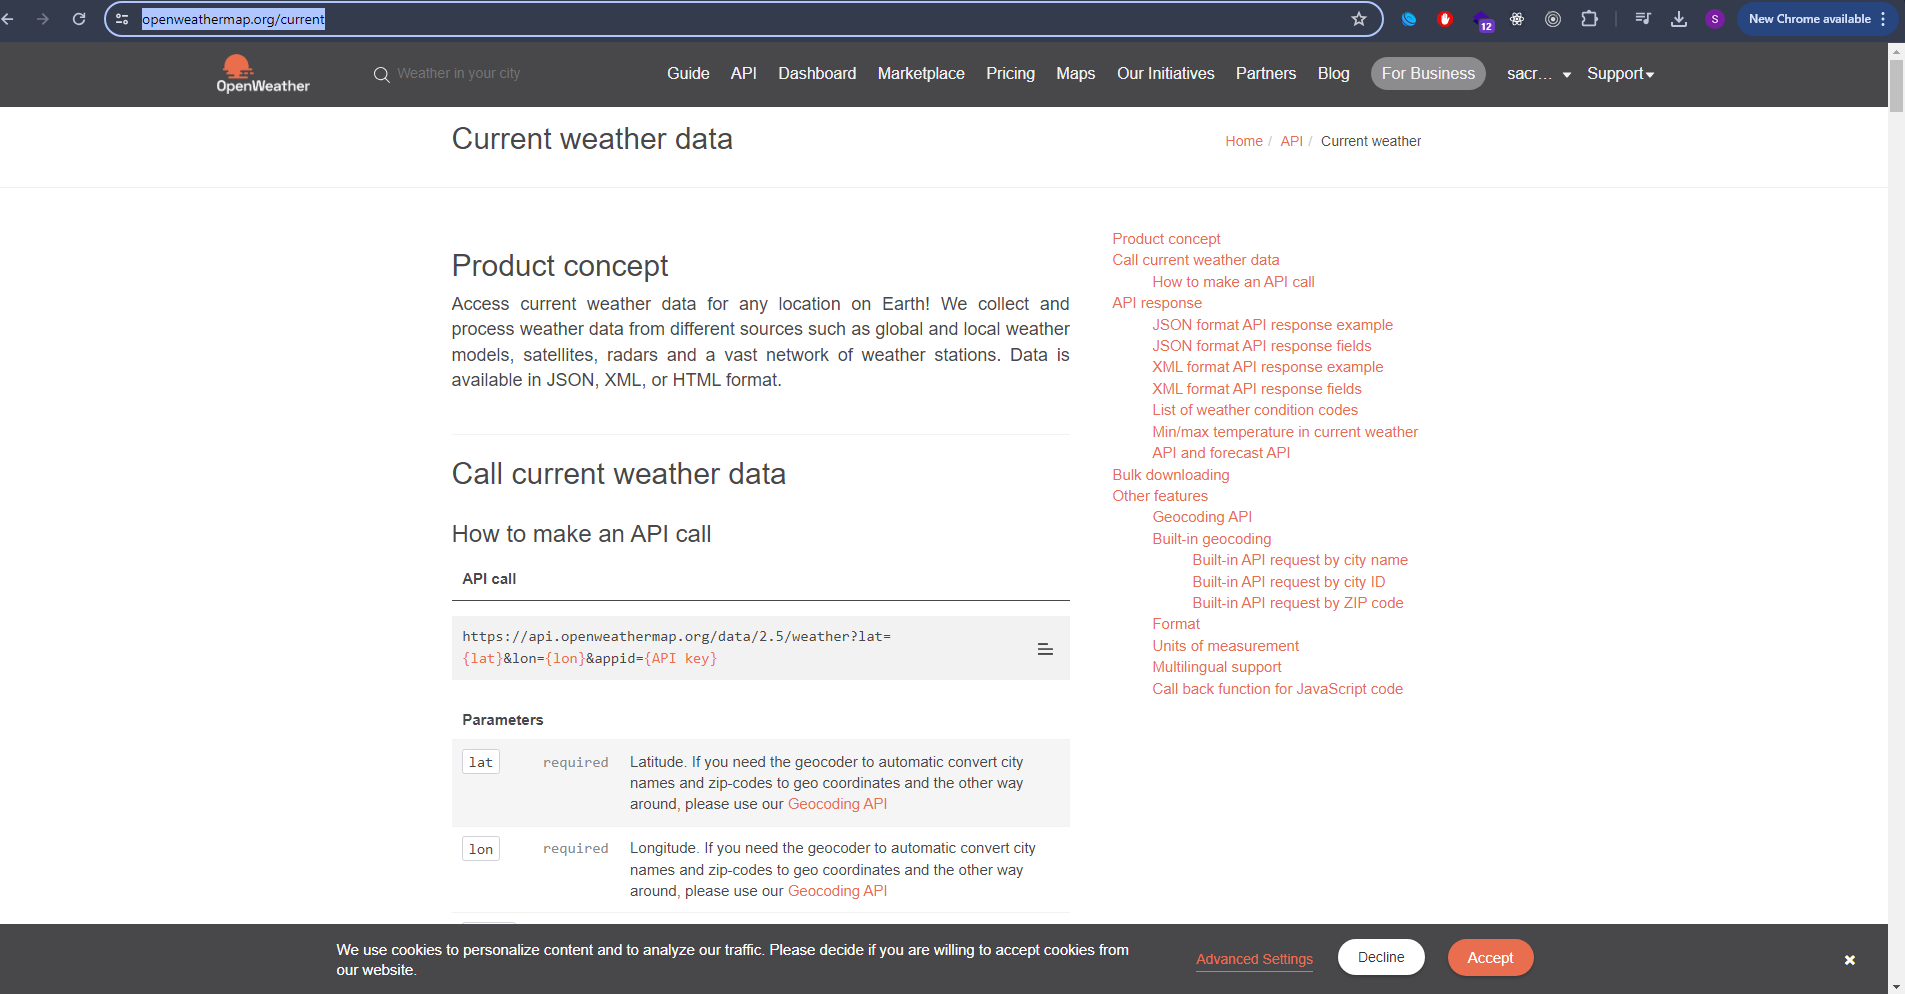 openweathermap.org/current
12
S
New Chrome available
OpenWeather
Weather in your city
Guide
API
Dashboard
Marketplace
Pricing
Maps
Our Initiatives
Partners
Blog
For Business
sacr...
Support
Current weather data
Home / API / Current weather
Product concept
Access current weather data for any location on Earth! We collect and
process weather data from different sources such as global and local weather
models, satellites, radars and a vast network of weather stations. Data is
available in JSON, XML, or HTML format.
Call current weather data
How to make an API call
API call
https://api.openweathermap.org/data/2.5/weather?lat=
{lat}&lon={lon}&appid={API key}
Parameters
lat
required
Latitude. If you need the geocoder to automatic convert city
names and zip-codes to geo coordinates and the other way
around, please use our Geocoding API
lon
required
Longitude. If you need the geocoder to automatic convert city
names and zip-codes to geo coordinates and the other way
around, please use our Geocoding API
Product concept
Call current weather data
How to make an API call
API response
JSON format API response example
JSON format API response fields
XML format API response example
XML format API response fields
List of weather condition codes
Min/max temperature in current weather
API and forecast API
Bulk downloading
Other features
Geocoding API
Built-in geocoding
Built-in API request by city name
Built-in API request by city ID
Built-in API request by ZIP code
Format
Units of measurement
Multilingual support
Call back function for JavaScript code
We use cookies to personalize content and to analyze our traffic. Please decide if you are willing to accept cookies from
our website.
Advanced Settings
Decline
Accept